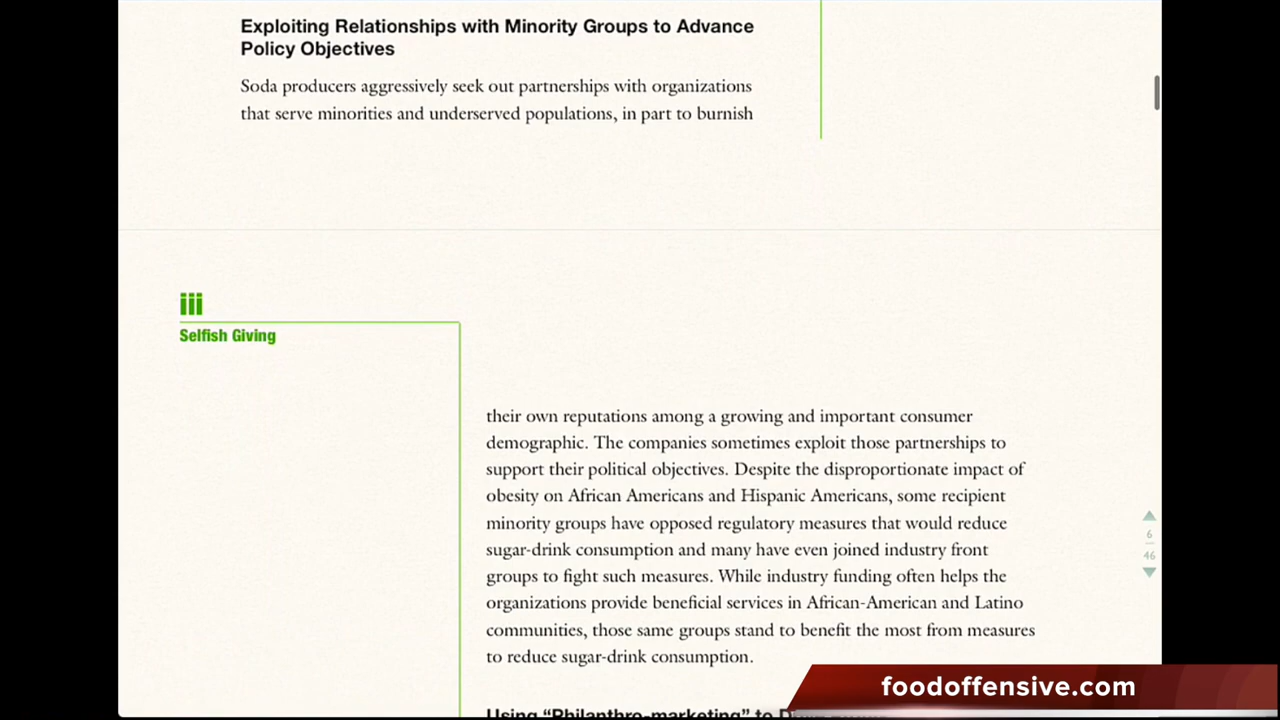 Exploiting Relationships with Minority Groups to Advance
Policy Objectives
Soda producers aggressively seek out partnerships with organizations
that serve minorities and underserved populations, in part to burnish
iii
Selfish Giving
their own reputations among a growing and important consumer
demographic. The companies sometimes exploit those partnerships to
support their political objectives. Despite the disproportionate impact of
obesity on African Americans and Hispanic Americans, some recipient
minority groups have opposed regulatory measures that would reduce
sugar-drink consumption and many have even joined industry front
groups to fight such measures. While industry funding often helps the
organizations provide beneficial services in African-American and Latino
communities, those same groups stand to benefit the most from measures
to reduce sugar-drink consumption.
6
46
Using “Philanthro-marketing” to
foodoffensive.com